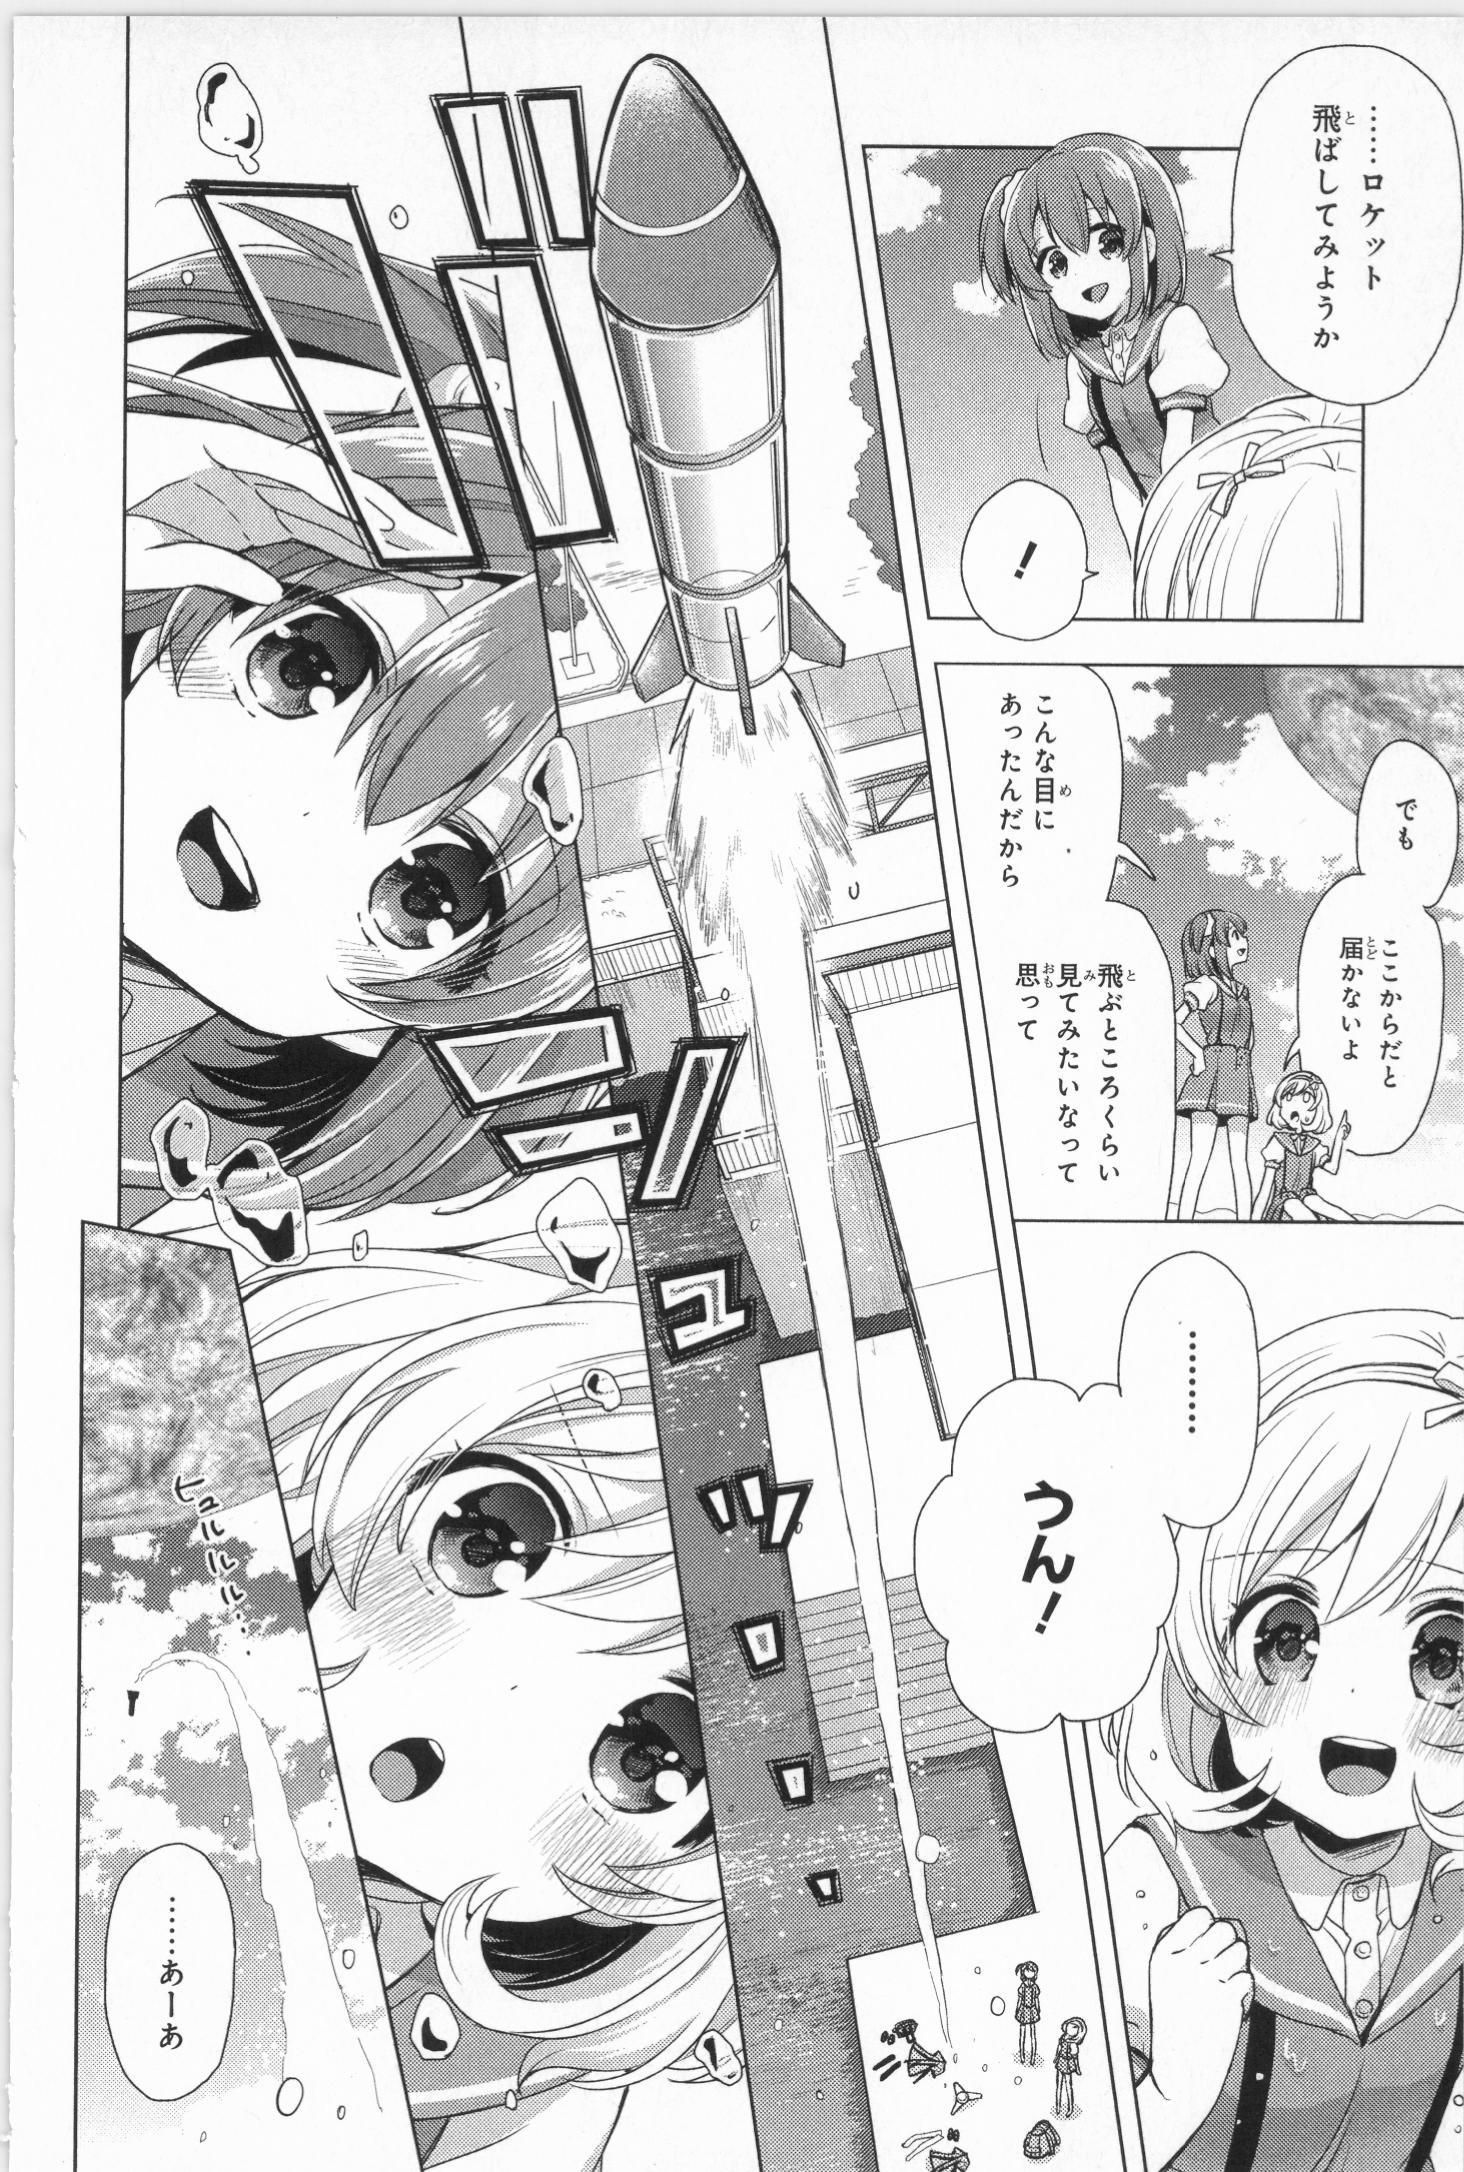 ……ロケット
飛ばしてみようか
！
でも
ここからだと
届かないよ
こんな目に
あったんだから
飛ぶところくらい
見てみたいなって
思って
………
うん！
ヒュルルル…
……あーあ